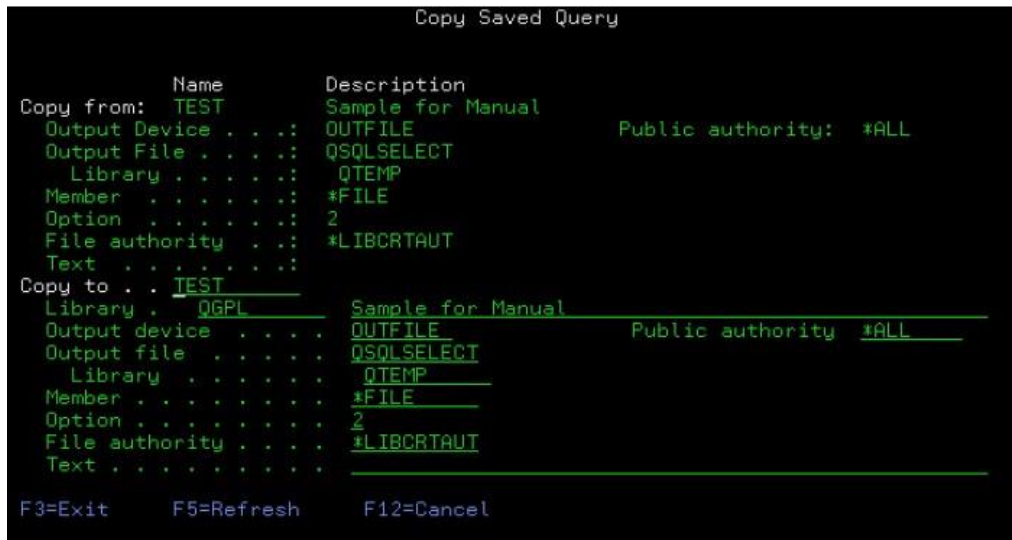 Copy Saved Query
Name Description
Copy from: TEST Sample for Manual
Output Device . . .: OUTFILE Public authority: *ALL
Output File . . . .: QSQLSELECT
Library . . . . .: QTEMP
Member . . . . . .: *FILE
Option . . . . . .: 2
File authority . .: *LIBCRTAUT
Text . . . . . . .:
Copy to . . TEST
Library . QGPL Sample for Manual
Output device . . . . OUTFILE Public authority *ALL
Output file . . . . . QSQLSELECT
Library . . . . . . QTEMP
Member . . . . . . . . *FILE
Option . . . . . . . . 2
File authority . . . . *LIBCRTAUT
Text . . . . . . . . .
F3=Exit F5=Refresh F12=Cancel